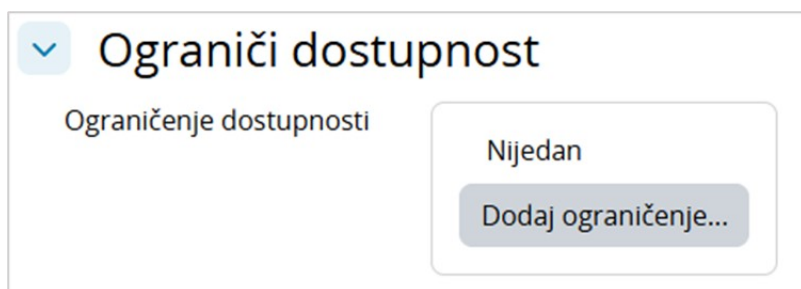 Ograniči dostupnost
Ograničenje dostupnosti
Nijedan
Dodaj ograničenje...